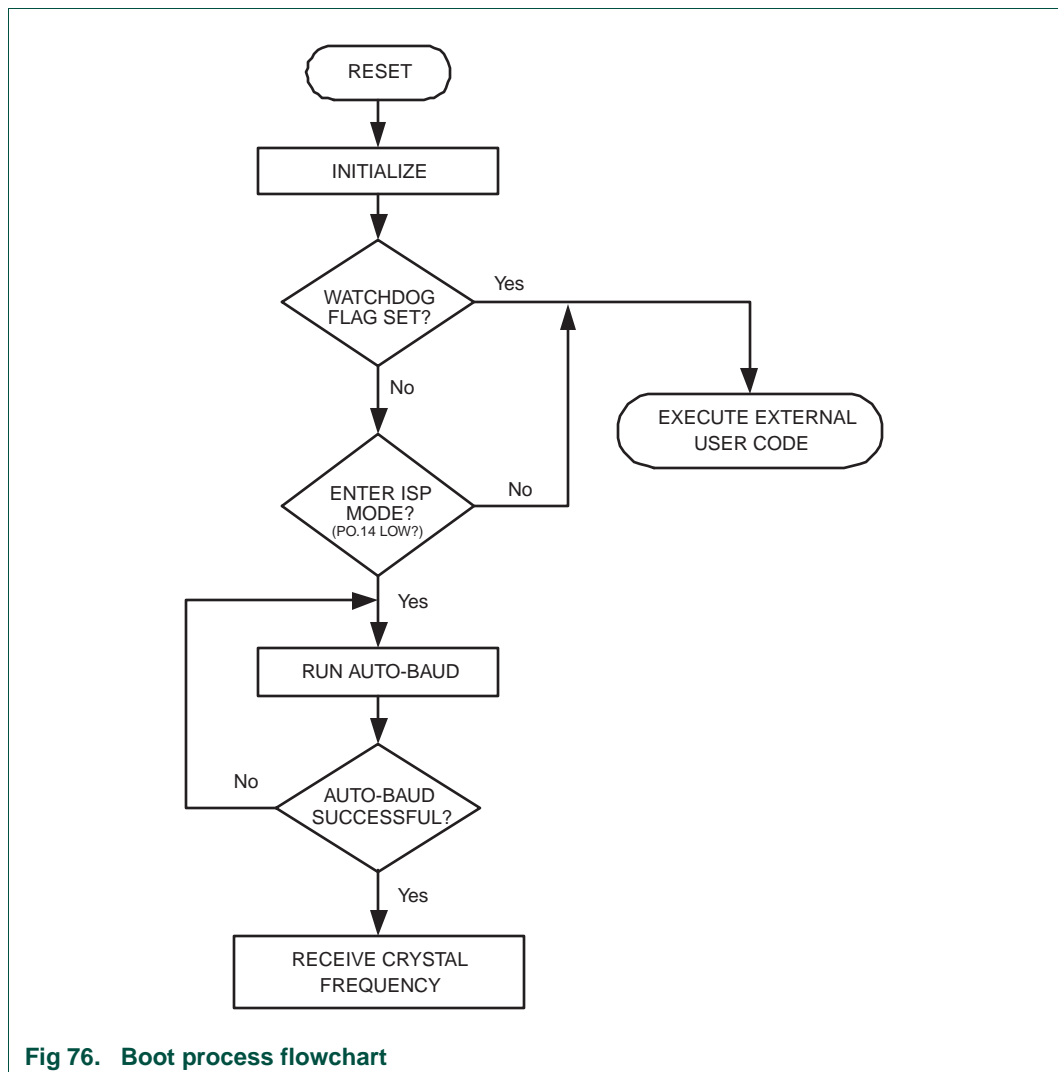 RESET
INITIALIZE
WATCHDOG
FLAG SET?
Yes
No
EXECUTE EXTERNAL
USER CODE
ENTER ISP
MODE?
(PO.14 LOW?)
No
Yes
RUN AUTO-BAUD
No
AUTO-BAUD
SUCCESSFUL?
Yes
RECEIVE CRYSTAL
FREQUENCY
Fig 76. Boot process flowchart